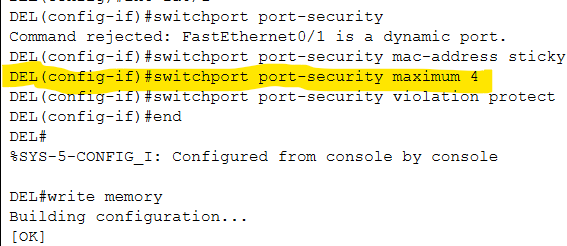 DEL(config-if)#switchport port-security
Command rejected: FastEthernet0/1 is a dynamic port.
DEL(config-if)#switchport port-security mac-address sticky
DEL(config-if)#switchport port-security maximum 4
DEL(config-if)#switchport port-security violation protect
DEL(config-if)#end
DEL#
%SYS-5-CONFIG_I: Configured from console by console
DEL#write memory
Building configuration...
[OK]